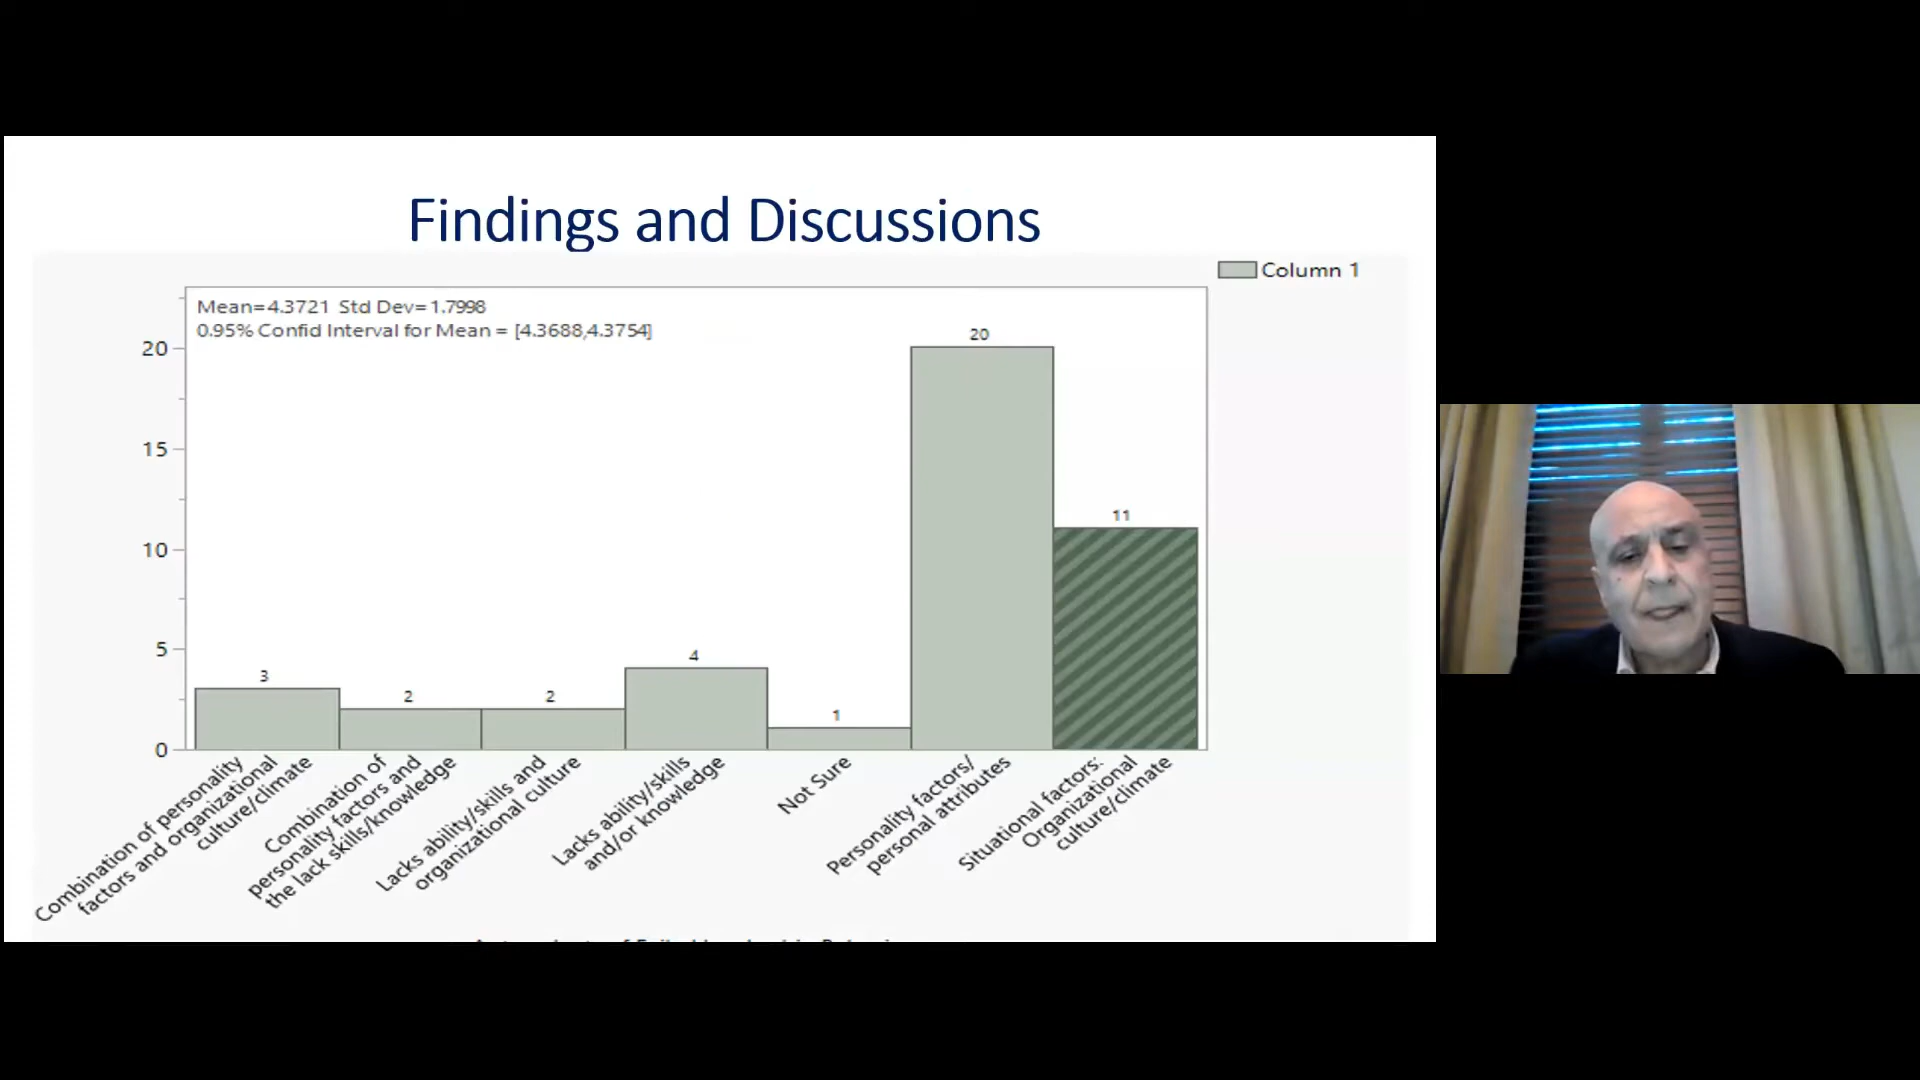 Findings and Discussions
Column 1
Mean=4.3721 Std Dev=1.7998
0.95% Confid Interval for Mean = [4.3688,4.3754]
20
15
10
5
0
3
2
2
4
1
20
11
Combination of personality
factors and organizational
culture/climate
Combination of
personality factors and
the lack skills/knowledge
Lacks ability/skills and
organizational culture
Lacks ability/skills
and/or knowledge
Not Sure
Personality factors/
personal attributes
Situational factors:
Organizational
culture/climate